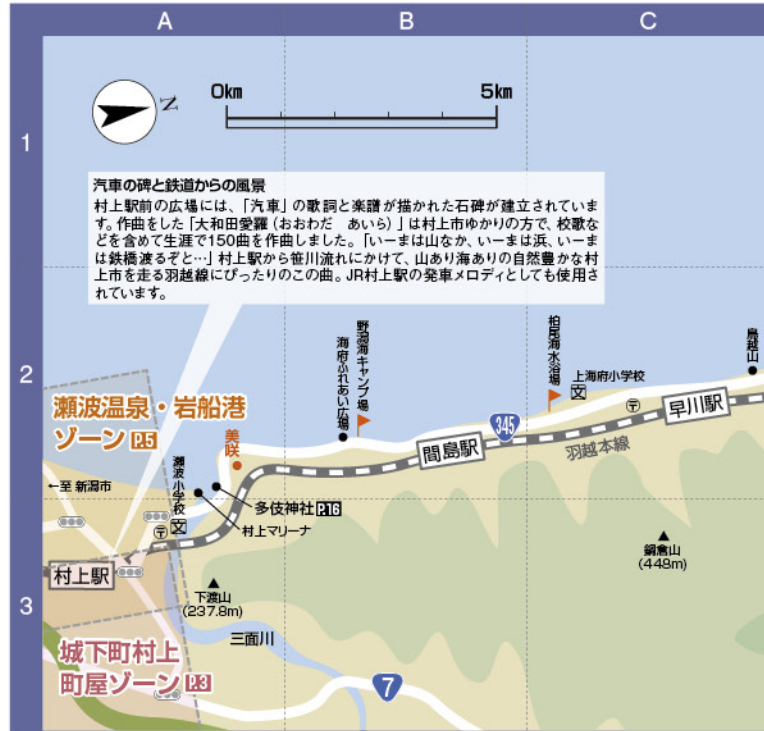 A
B
C
1
2
3
N
0km
5km
汽車の碑と鉄道からの風景
村上駅前の広場には、「汽車」の歌詞と楽譜が描かれた石碑が建立されていま
す。作曲をした「大和田愛羅（おおわだ　あいら）」は村上市ゆかりの方で、校歌な
どを含めて生涯で150曲を作曲しました。「いーまは山なか、いーまは浜、いーま
は鉄橋渡るぞと…」村上駅から笹川流れにかけて、山あり海ありの自然豊かな村
上市を走る羽越線にぴったりのこの曲。JR村上駅の発車メロディとしても使用さ
れています。
瀬波温泉・岩船港
ゾーン P.5
美咲
海府ふれあい広場
野潟海キャンプ場
柏尾海水浴場
上海府小学校
鳥越山
345
間島駅
早川駅
羽越本線
←至 新潟市
瀬波小学校
多伎神社 P.16
村上マリーナ
村上駅
下渡山
(237.8m)
鍋倉山
(448m)
三面川
城下町村上
町屋ゾーン P.3
7